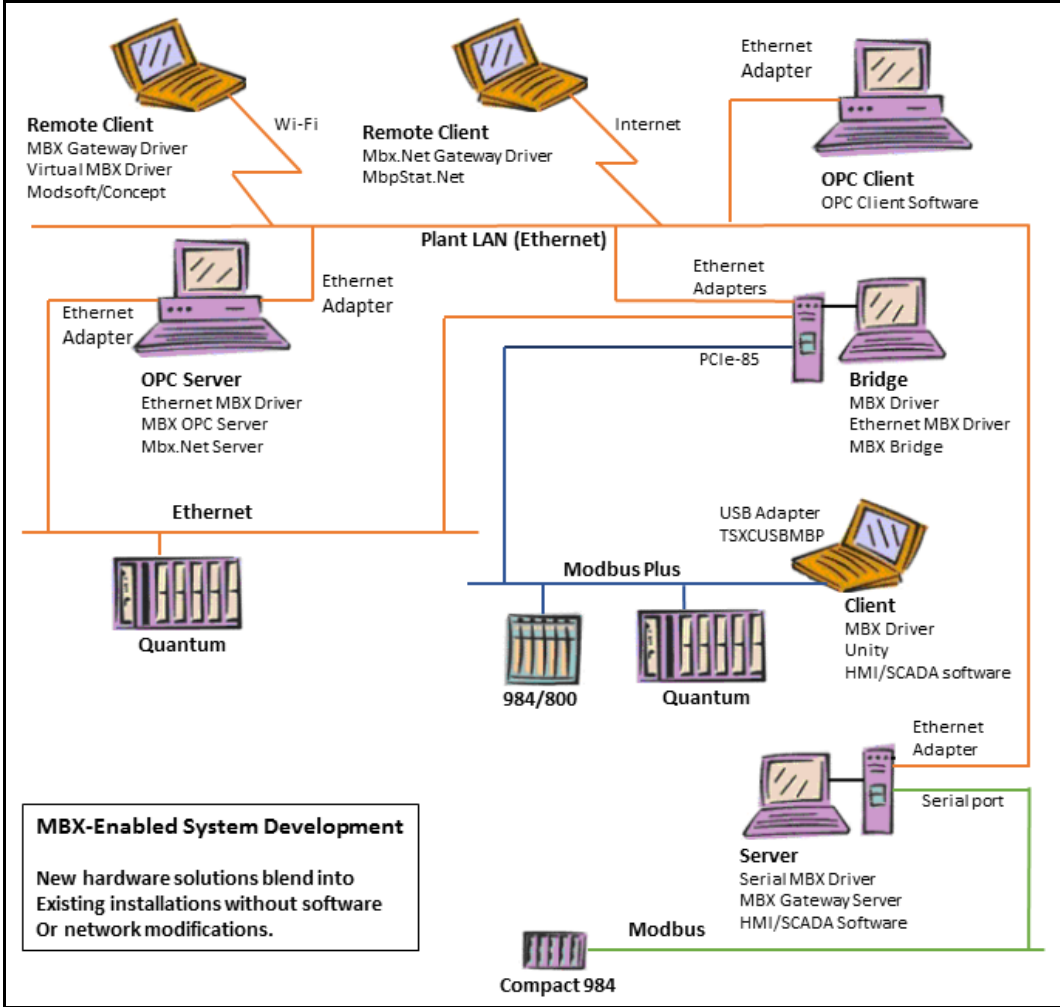 Remote Client
MBX Gateway Driver
Virtual MBX Driver
Modsoft/Concept
Wi-Fi
Remote Client
Mbx.Net Gateway Driver
MbpStat.Net
Internet
Ethernet
Adapter
OPC Client
OPC Client Software
Plant LAN (Ethernet)
Ethernet
Adapter
Ethernet
Adapter
OPC Server
Ethernet MBX Driver
MBX OPC Server
Mbx.Net Server
Ethernet
Adapters
PCIe-85
Bridge
MBX Driver
Ethernet MBX Driver
MBX Bridge
Ethernet
Quantum
USB Adapter
TSXCUSBMBP
Modbus Plus
984/800
Quantum
Client
MBX Driver
Unity
HMI/SCADA software
Ethernet
Adapter
Serial port
Server
Serial MBX Driver
MBX Gateway Server
HMI/SCADA Software
MBX-Enabled System Development
New hardware solutions blend into
Existing installations without software
Or network modifications.
Modbus
Compact 984